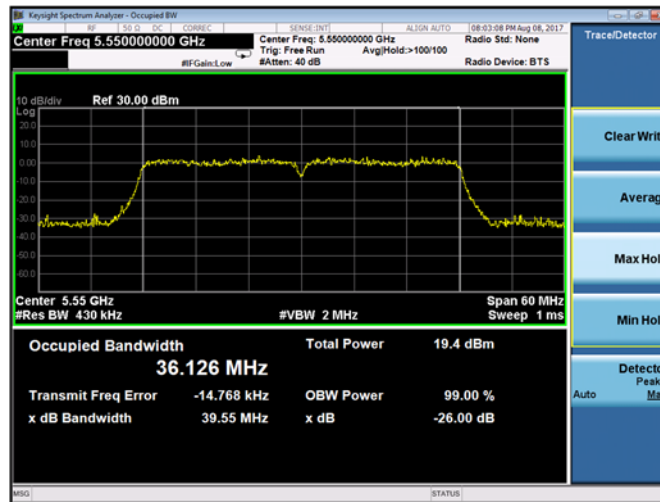 Keysight Spectrum Analyzer - Occupied BW
RF 50 Ω DC CORREC SENSE:INT ALIGN AUTO 08:03:08 PM Aug 08, 2017
Center Freq 5.550000000 GHz
Center Freq: 5.550000000 GHz Radio Std: None
Trig: Free Run Avg|Hold:>100/100
#IFGain:Low #Atten: 40 dB Radio Device: BTS
Trace/Detector
10 dB/div Ref 30.00 dBm
Log
20.0
10.0
0.00
-10.0
-20.0
-30.0
-40.0
-50.0
-60.0
Center 5.55 GHz Span 60 MHz
#Res BW 430 kHz #VBW 2 MHz Sweep 1 ms
Occupied Bandwidth Total Power 19.4 dBm
36.126 MHz
Transmit Freq Error -14.768 kHz OBW Power 99.00 %
x dB Bandwidth 39.55 MHz x dB -26.00 dB
Clear Writ
Averag
Max Hol
Min Hol
Detecto
Peak
Auto Ma
MSG STATUS